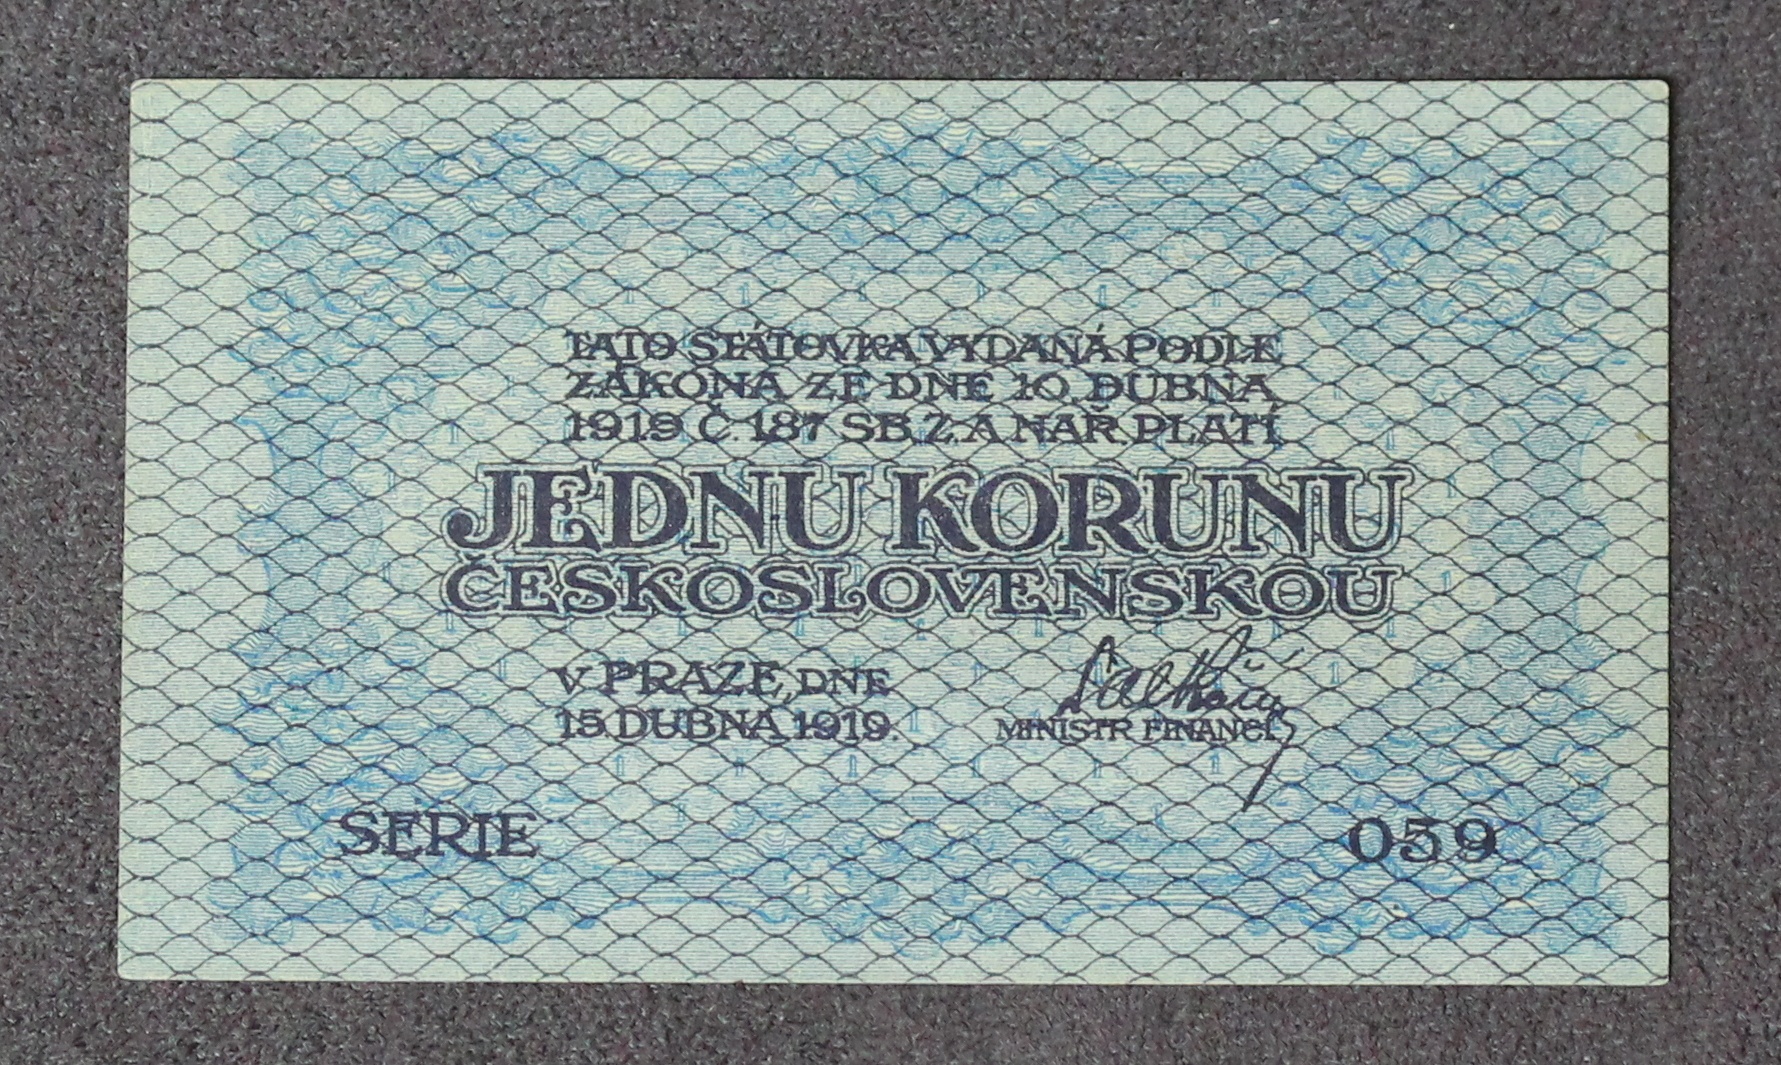 TATO STÁTOVKA VYDANÁ PODLE
ZÁKONA ZE DNE 10. DUBNA
1919 Č. 187 SB. Z. A NAŘ. PLATÍ
JEDNU KORUNU
ČESKOSLOVENSKOU
V PRAZE, DNE
15. DUBNA 1919.
MINISTR FINANCÍ
SERIE 059